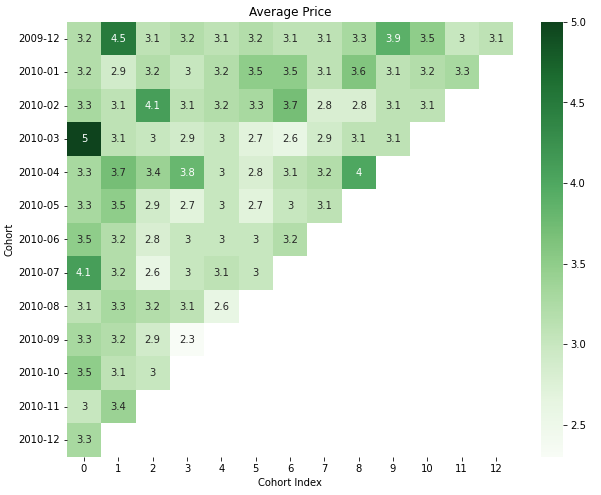 Average Price
2009-12 3.2 4.5 3.1 3.2 3.1 3.2 3.1 3.1 3.3 3.9 3.5 3 3.1
2010-01 3.2 2.9 3.2 3 3.2 3.5 3.5 3.1 3.6 3.1 3.2 3.3
2010-02 3.3 3.1 4.1 3.1 3.2 3.3 3.7 2.8 2.8 3.1 3.1
2010-03 5 3.1 3 2.9 3 2.7 2.6 2.9 3.1 3.1
2010-04 3.3 3.7 3.4 3.8 3 2.8 3.1 3.2 4
2010-05 3.3 3.5 2.9 2.7 3 2.7 3 3.1
2010-06 3.5 3.2 2.8 3 3 3 3.2
2010-07 4.1 3.2 2.6 3 3.1 3
2010-08 3.1 3.3 3.2 3.1 2.6
2010-09 3.3 3.2 2.9 2.3
2010-10 3.5 3.1 3
2010-11 3 3.4
2010-12 3.3
0 1 2 3 4 5 6 7 8 9 10 11 12
Cohort Index
Cohort
5.0
4.5
4.0
3.5
3.0
2.5